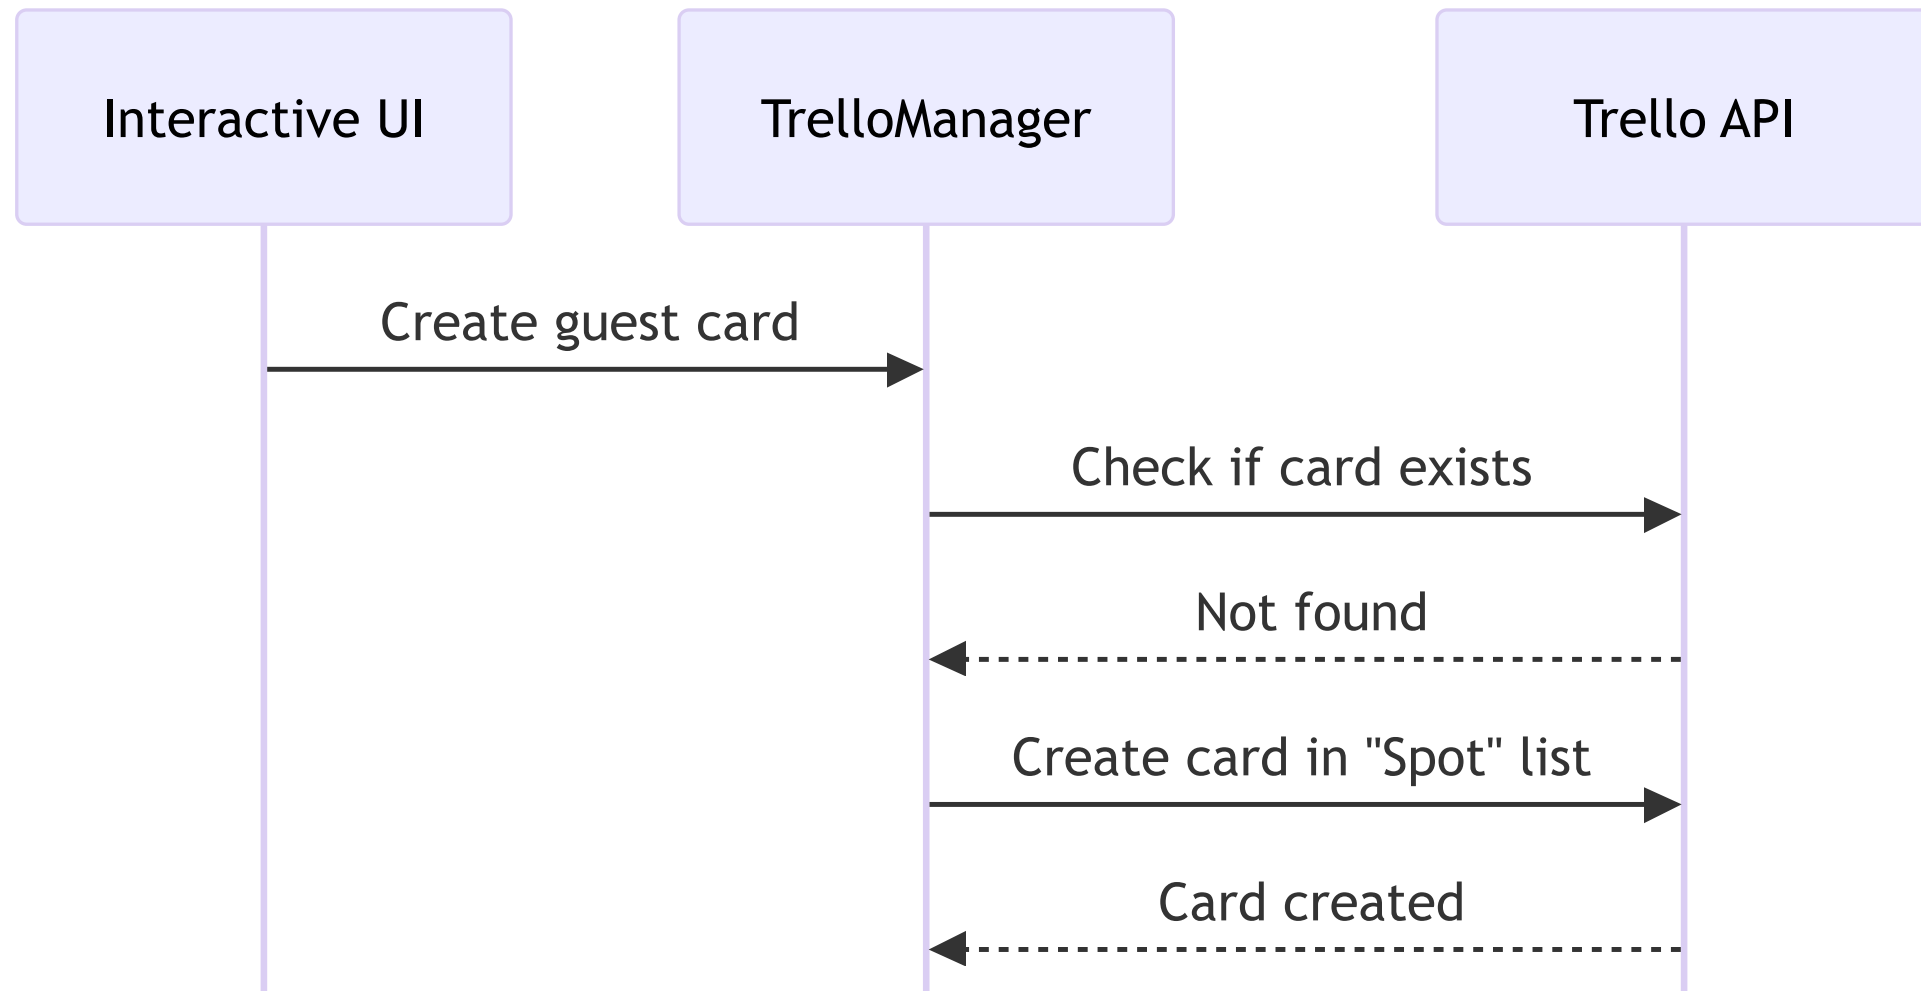 Interactive UI
TrelloManager
Trello API
Create guest card
Check if card exists
Not found
Create card in "Spot" list
Card created